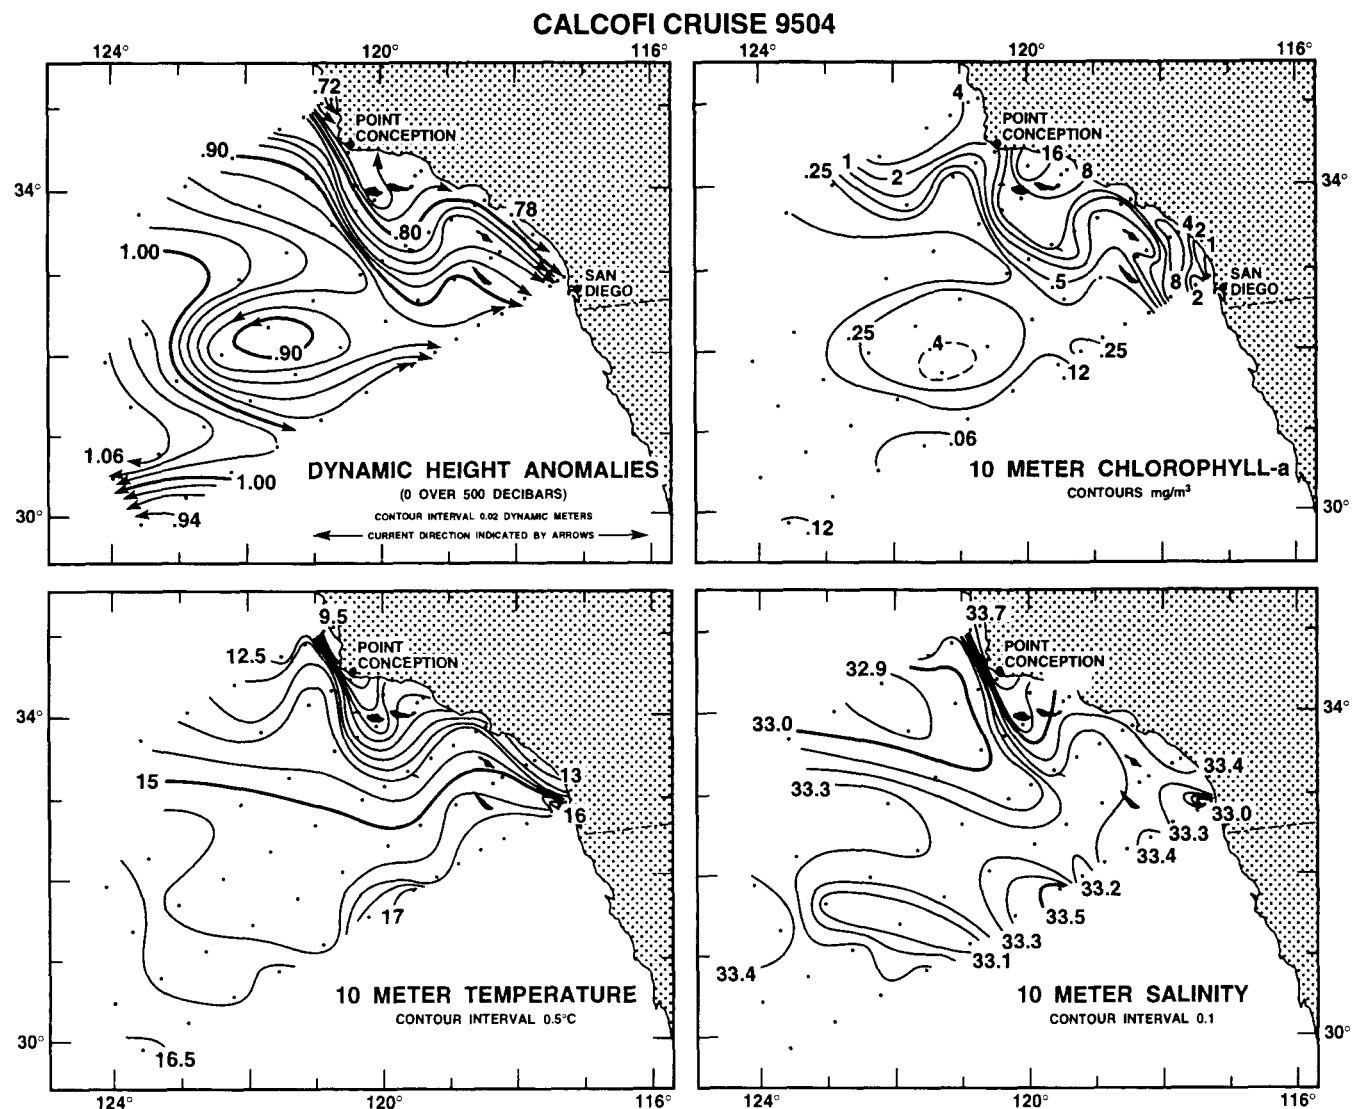 CALCOFI CRUISE 9504
124° 120° 116° 120° 116°
.72
POINT
CONCEPTION
.90
34°
.78
.80
1.00
SAN
DIEGO
.90
1.06
1.00
.94
30°
DYNAMIC HEIGHT ANOMALIES
(0 OVER 500 DECIBARS)
CONTOUR INTERVAL 0.02 DYNAMIC METERS
CURRENT DIRECTION INDICATED BY ARROWS
4
POINT
CONCEPTION
16
8
.25 1 2
34°
4 2 1
.5
8
2
SAN
DIEGO
.25
.4
.25
.12
.06
10 METER CHLOROPHYLL-a
CONTOURS mg/m³
.12
30°
9.5
12.5
POINT
CONCEPTION
34°
15
13
16
17
10 METER TEMPERATURE
CONTOUR INTERVAL 0.5°C
30°
16.5
124° 120° 116°
33.7
POINT
CONCEPTION
32.9
34°
33.0
33.4
33.3
33.0
33.3
33.4
33.2
33.5
33.3
33.1
33.4
10 METER SALINITY
CONTOUR INTERVAL 0.1
30°
124° 120° 116°